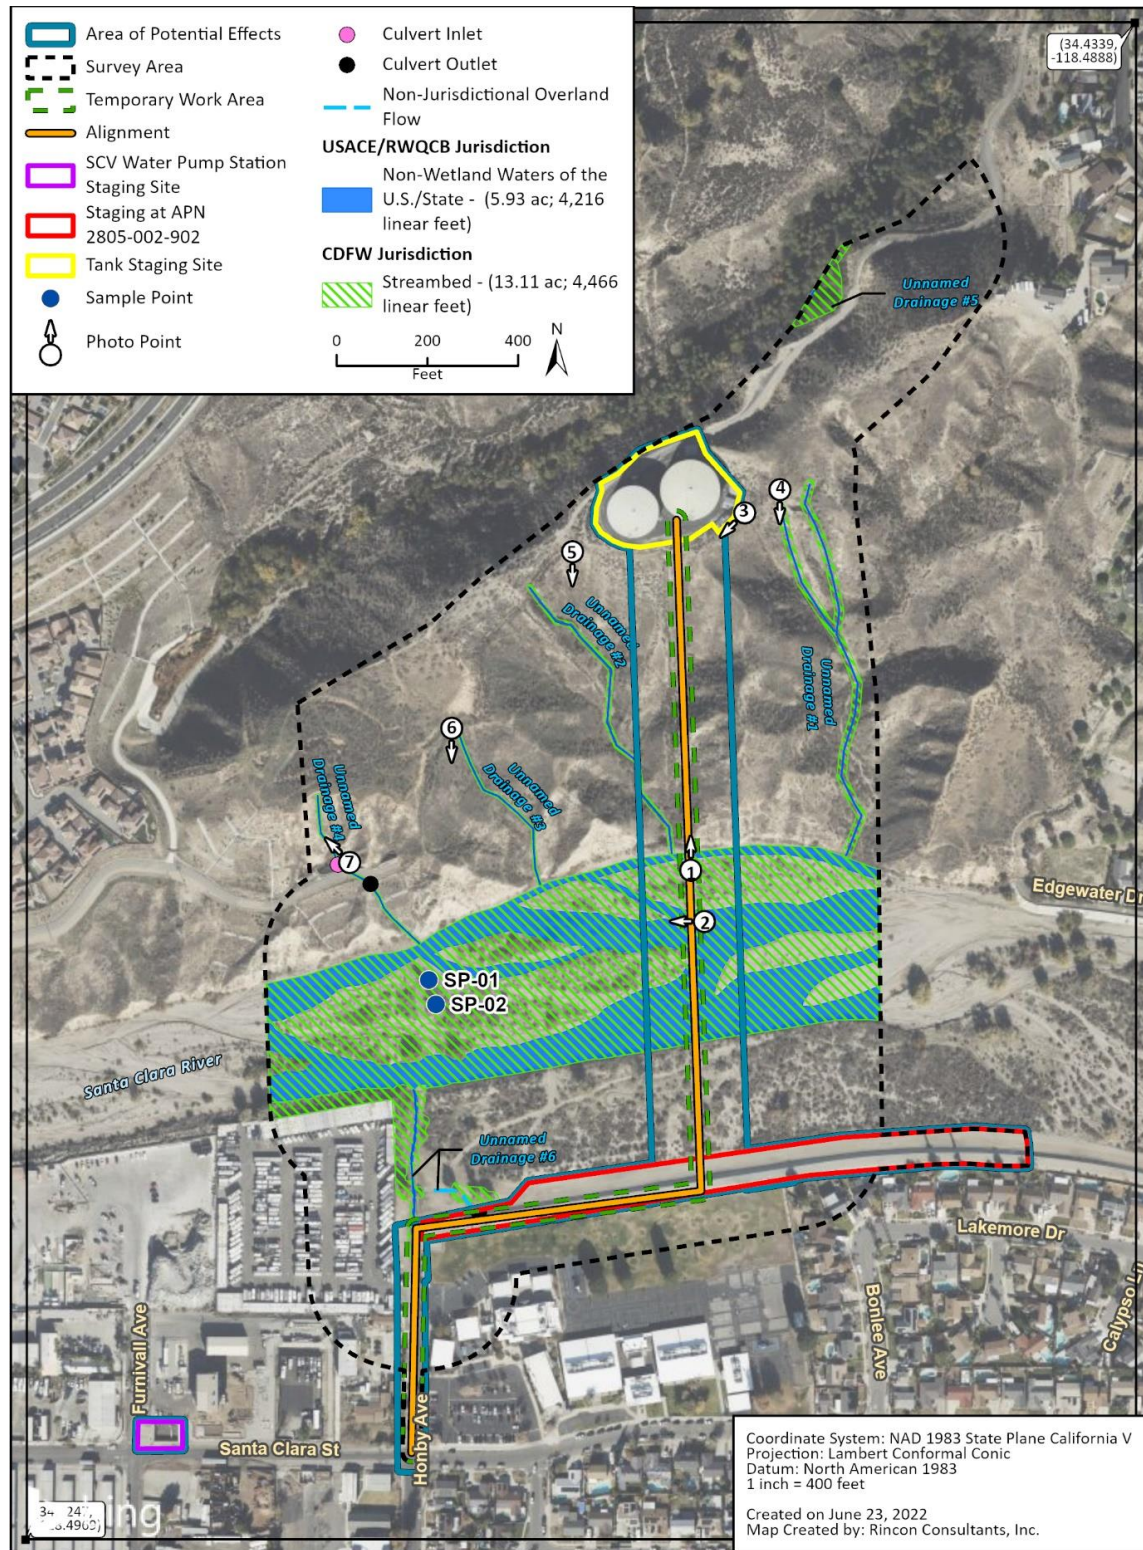 Area of Potential Effects
Survey Area
Temporary Work Area
Alignment
SCV Water Pump Station
Staging Site
Staging at APN
2805-002-902
Tank Staging Site
Sample Point
Photo Point
Culvert Inlet
Culvert Outlet
Non-Jurisdictional Overland
Flow
USACE/RWQCB Jurisdiction
Non-Wetland Waters of the
U.S./State - (5.93 ac; 4,216
linear feet)
CDFW Jurisdiction
Streambed - (13.11 ac; 4,466
linear feet)
0 200 400
Feet
N
(34.4339,
-118.4888)
Unnamed
Drainage #5
4
3
5
Unnamed
Drainage #2
Unnamed
Drainage #1
6
Unnamed
Drainage #3
Unnamed
Drainage #4
7
1
Edgewater Dr
2
SP-01
SP-02
Santa Clara River
Unnamed
Drainage #6
Lakemore Dr
Bonlee Ave
Calypso Ln
Furnivall Ave
Honby Ave
Santa Clara St
Coordinate System: NAD 1983 State Plane California V
Projection: Lambert Conformal Conic
Datum: North American 1983
1 inch = 400 feet
Created on June 23, 2022
Map Created by: Rincon Consultants, Inc.